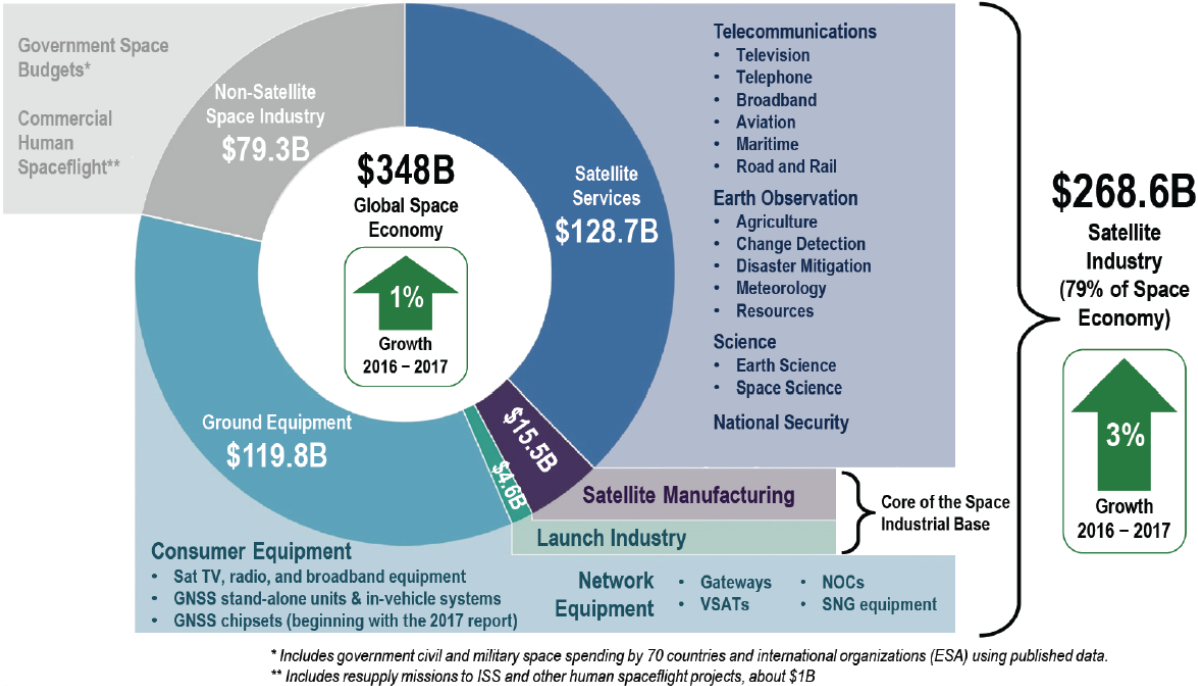 Government Space
Budgets*
Commercial
Human
Spaceflight**
Non-Satellite
Space Industry
$79.3B
$348B
Global Space
Economy
1%
Growth
2016 – 2017
Satellite
Services
$128.7B
Ground Equipment
$119.8B
$15.5B
$4.6B
Telecommunications
• Television
• Telephone
• Broadband
• Aviation
• Maritime
• Road and Rail
Earth Observation
• Agriculture
• Change Detection
• Disaster Mitigation
• Meteorology
• Resources
Science
• Earth Science
• Space Science
National Security
Satellite Manufacturing
Launch Industry
Core of the Space
Industrial Base
$268.6B
Satellite
Industry
(79% of Space
Economy)
3%
Growth
2016 – 2017
Consumer Equipment
• Sat TV, radio, and broadband equipment
• GNSS stand-alone units & in-vehicle systems
• GNSS chipsets (beginning with the 2017 report)
Network
Equipment
• Gateways
• VSATs
• NOCs
• SNG equipment
* Includes government civil and military space spending by 70 countries and international organizations (ESA) using published data.
** Includes resupply missions to ISS and other human spaceflight projects, about $1B